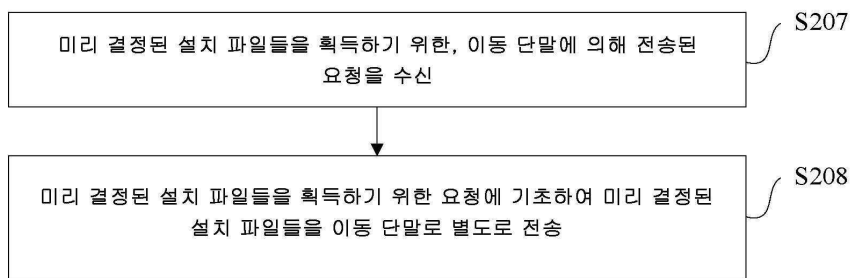 미리 결정된 설치 파일들을 획득하기 위한, 이동 단말에 의해 전송된
요청을 수신
S207
미리 결정된 설치 파일들을 획득하기 위한 요청에 기초하여 미리 결정된
설치 파일들을 이동 단말로 별도로 전송
S208